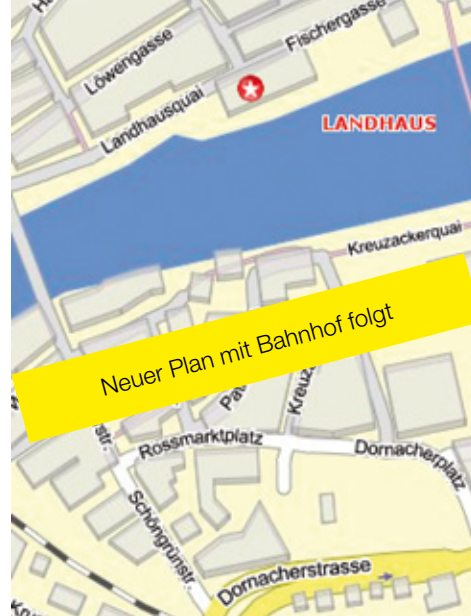 Löwengasse
Fischergasse
Landhausquai
LANDHAUS
Kreuzackerquai
Neuer Plan mit Bahnhof folgt
Rossmarktplatz
Dornacherplatz
Schöngrünstr.
Dornacherstrasse